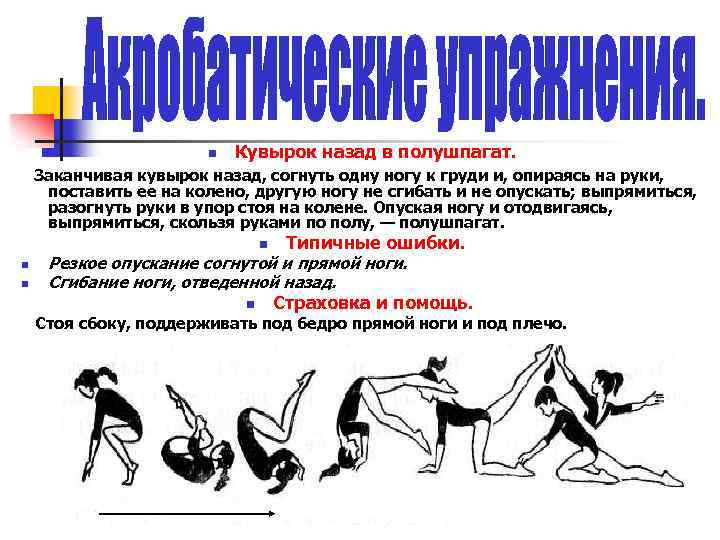 Акробатические упражнения.
Кувырок назад в полушпагат.
Заканчивая кувырок назад, согнуть одну ногу к груди и, опираясь на руки,
поставить ее на колено, другую ногу не сгибать и не опускать; выпрямиться,
разогнуть руки в упор стоя на колене. Опуская ногу и отодвигаясь,
выпрямиться, скользя руками по полу, — полушпагат.
Типичные ошибки.
Резкое опускание согнутой и прямой ноги.
Сгибание ноги, отведенной назад.
Страховка и помощь.
Стоя сбоку, поддерживать под бедро прямой ноги и под плечо.